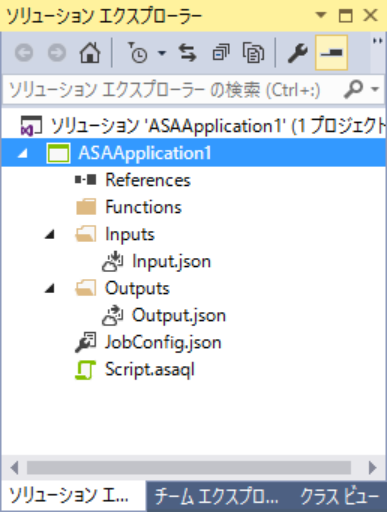 ソリューション エクスプローラー
ソリューション エクスプローラー の検索 (Ctrl+:)
ソリューション 'ASAApplication1' (1 プロジェクト
ASAApplication1
References
Functions
Inputs
Input.json
Outputs
Output.json
JobConfig.json
Script.asaql
ソリューション エ... チーム エクスプロ... クラス ビュー